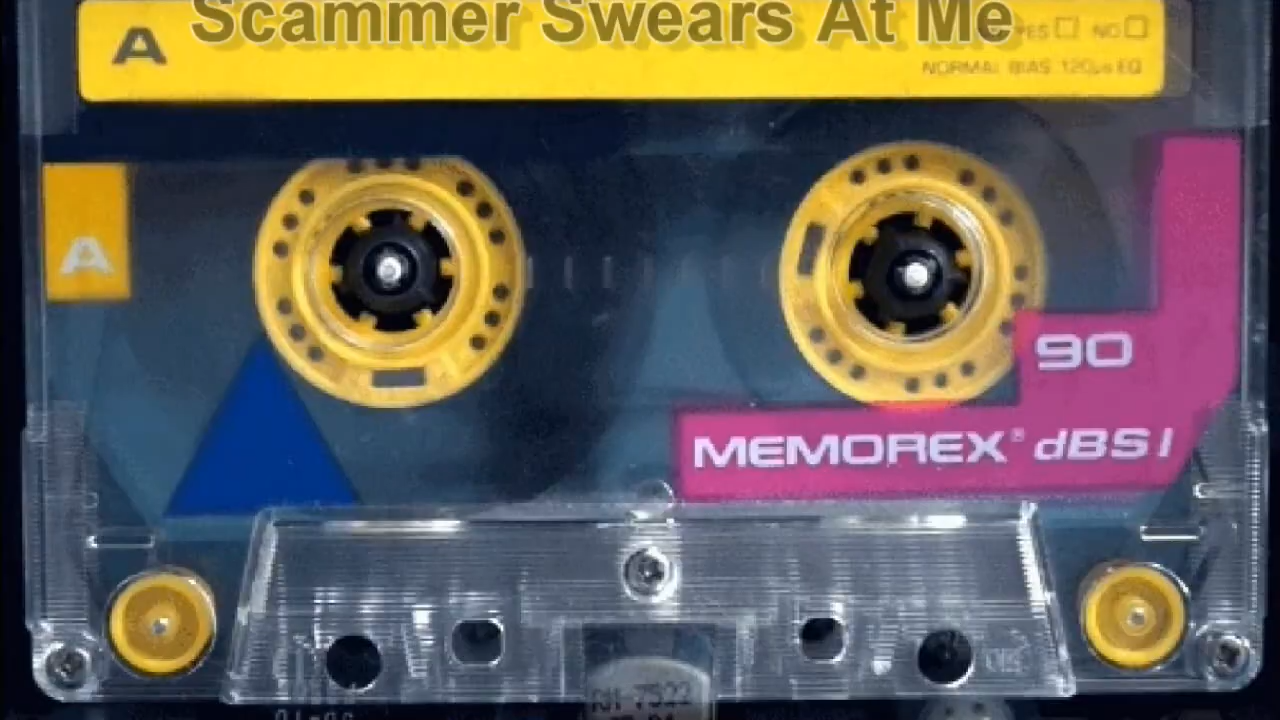 Scammer Swears At Me
A YES NO
NORMAL BIAS 120µs EQ
A
90
MEMOREX® dBS I